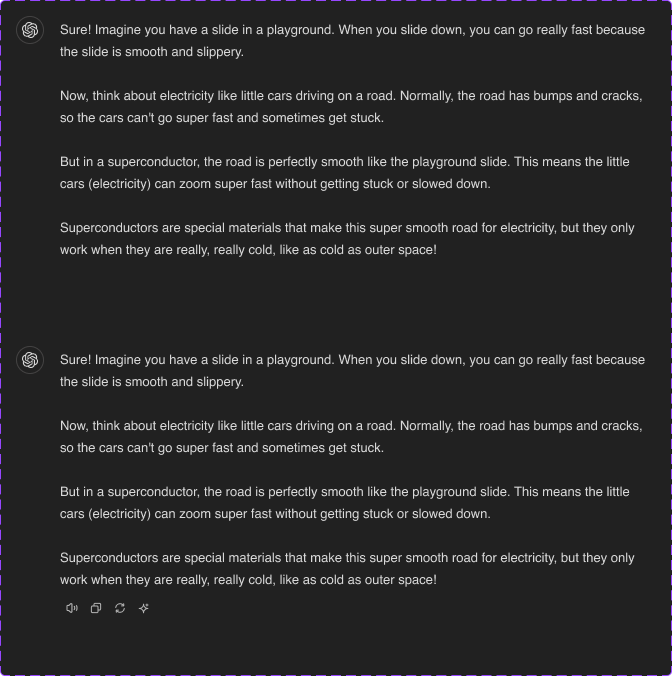 Sure! Imagine you have a slide in a playground. When you slide down, you can go really fast because
the slide is smooth and slippery.
Now, think about electricity like little cars driving on a road. Normally, the road has bumps and cracks,
so the cars can't go super fast and sometimes get stuck.
But in a superconductor, the road is perfectly smooth like the playground slide. This means the little
cars (electricity) can zoom super fast without getting stuck or slowed down.
Superconductors are special materials that make this super smooth road for electricity, but they only
work when they are really, really cold, like as cold as outer space!
Sure! Imagine you have a slide in a playground. When you slide down, you can go really fast because
the slide is smooth and slippery.
Now, think about electricity like little cars driving on a road. Normally, the road has bumps and cracks,
so the cars can't go super fast and sometimes get stuck.
But in a superconductor, the road is perfectly smooth like the playground slide. This means the little
cars (electricity) can zoom super fast without getting stuck or slowed down.
Superconductors are special materials that make this super smooth road for electricity, but they only
work when they are really, really cold, like as cold as outer space!